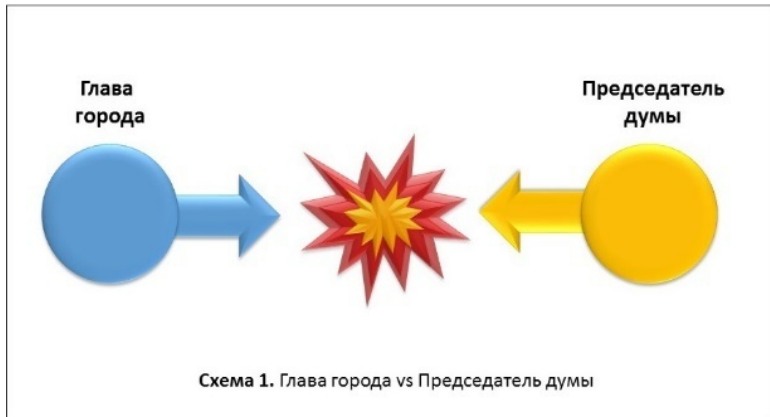 Глава
города
Председатель
думы
Схема 1. Глава города vs Председатель думы